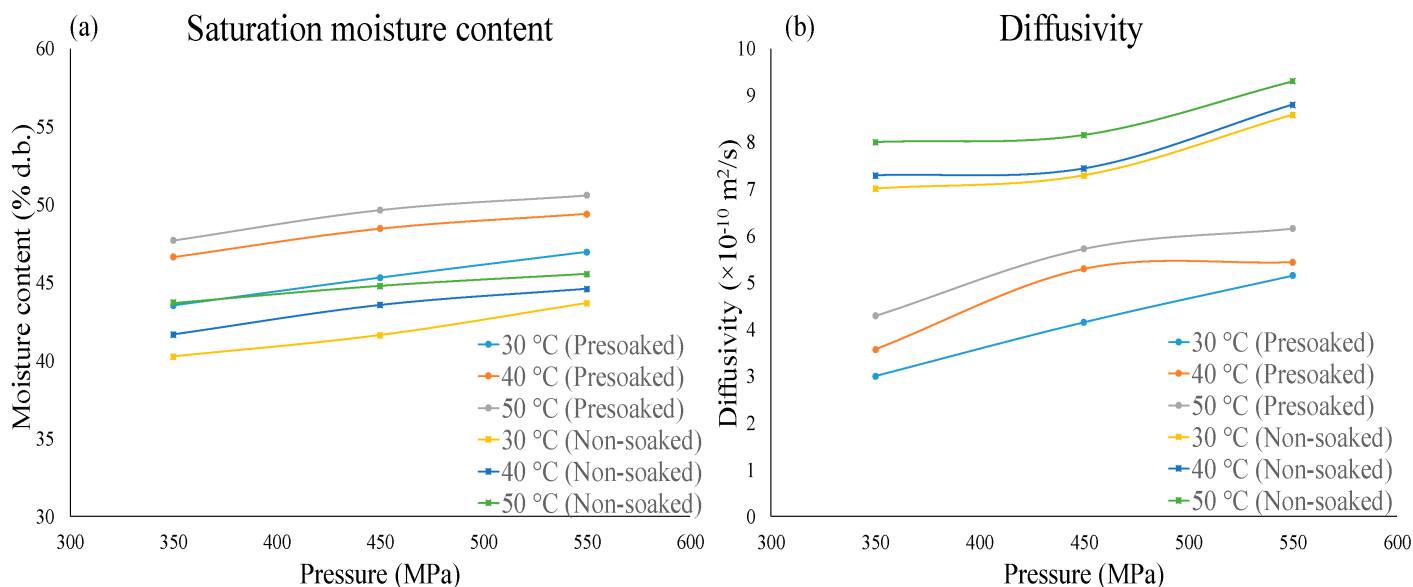 (a)
Saturation moisture content
Moisture content (% d.b.)
60
55
50
45
40
35
30
300
350
400
450
500
550
600
Pressure (MPa)
30 °C (Presoaked)
40 °C (Presoaked)
50 °C (Presoaked)
30 °C (Non-soaked)
40 °C (Non-soaked)
50 °C (Non-soaked)
(b)
Diffusivity
Diffusivity (×10⁻¹⁰ m²/s)
10
9
8
7
6
5
4
3
2
1
0
300
350
400
450
500
550
600
Pressure (MPa)
30 °C (Presoaked)
40 °C (Presoaked)
50 °C (Presoaked)
30 °C (Non-soaked)
40 °C (Non-soaked)
50 °C (Non-soaked)